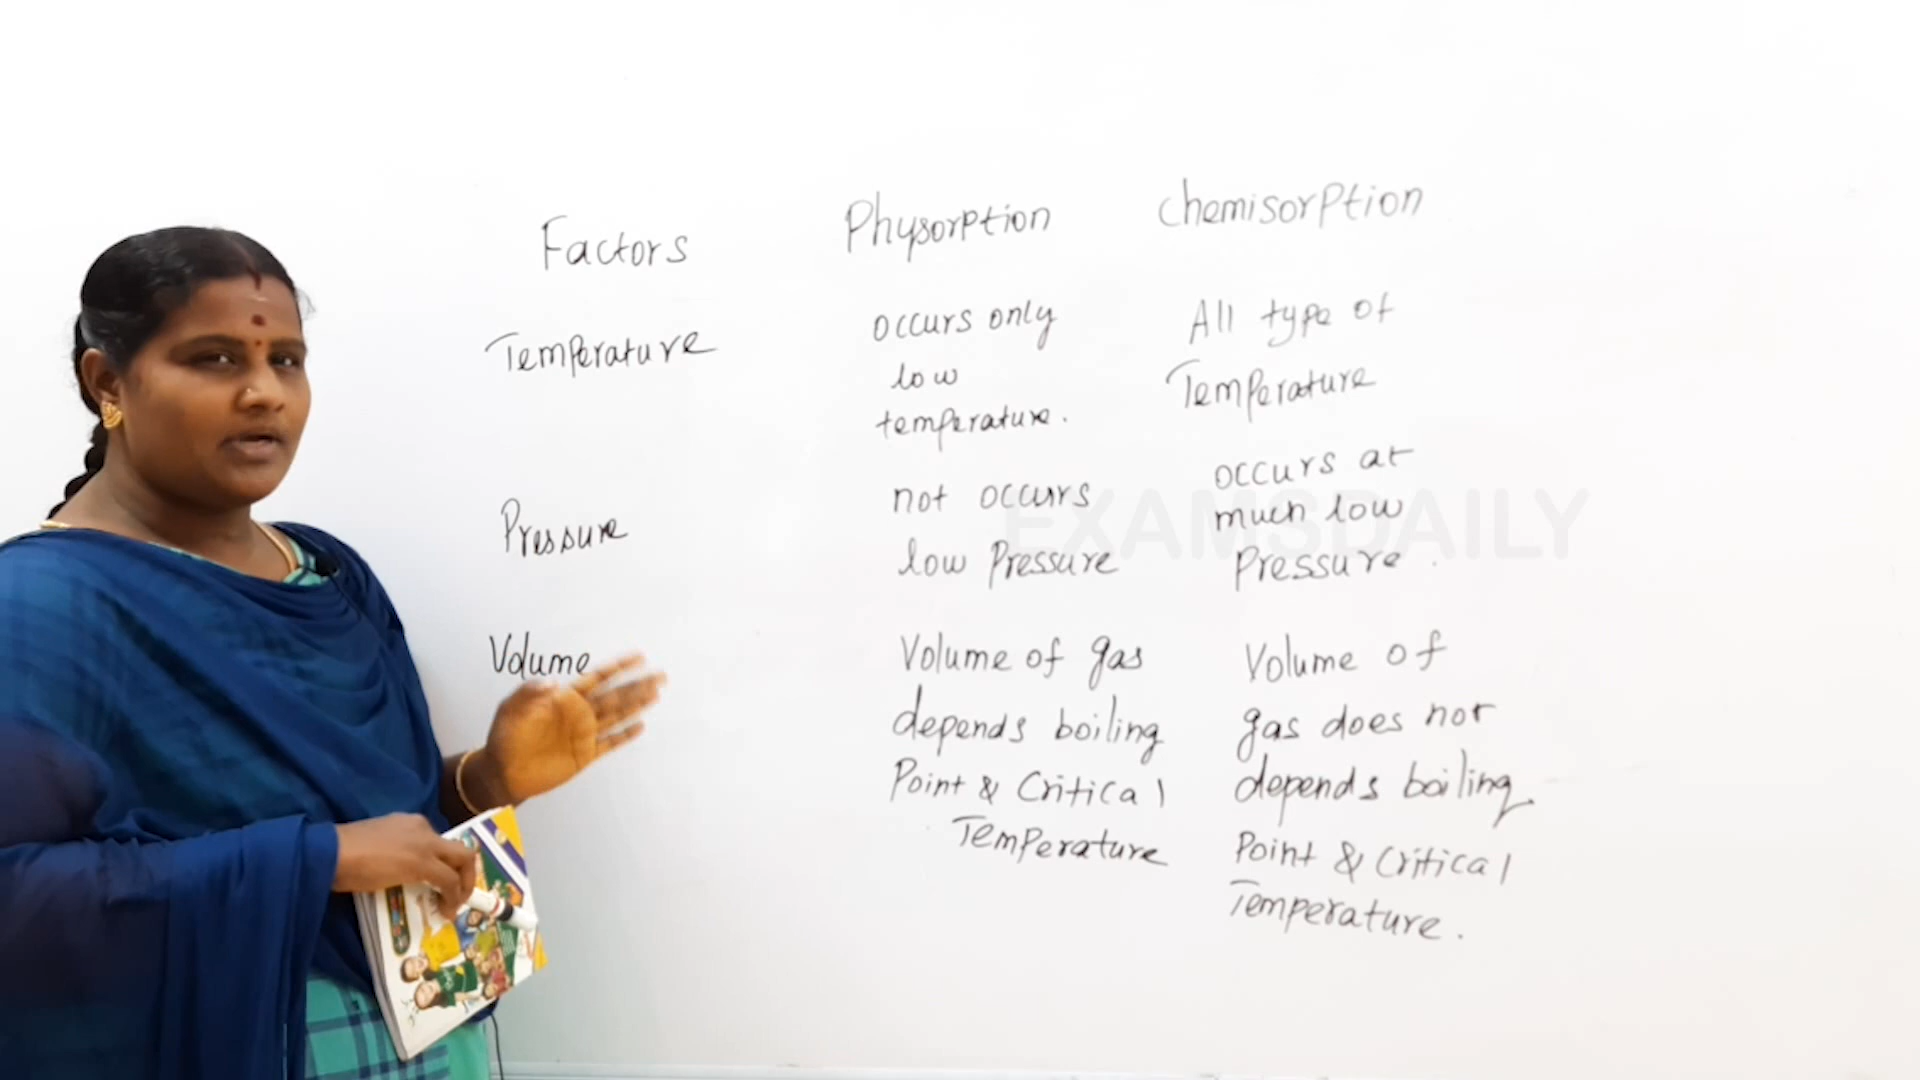 Factors Physorption Chemisorption
Temperature
occurs only
low
temperature.
All type of
Temperature
Pressure
not occurs
low Pressure
occurs at
much low
Pressure.
Volume
Volume of gas
depends boiling
Point & Critical
Temperature
Volume of
gas does not
depends boiling
Point & Critical
Temperature.
EXAMSDAILY